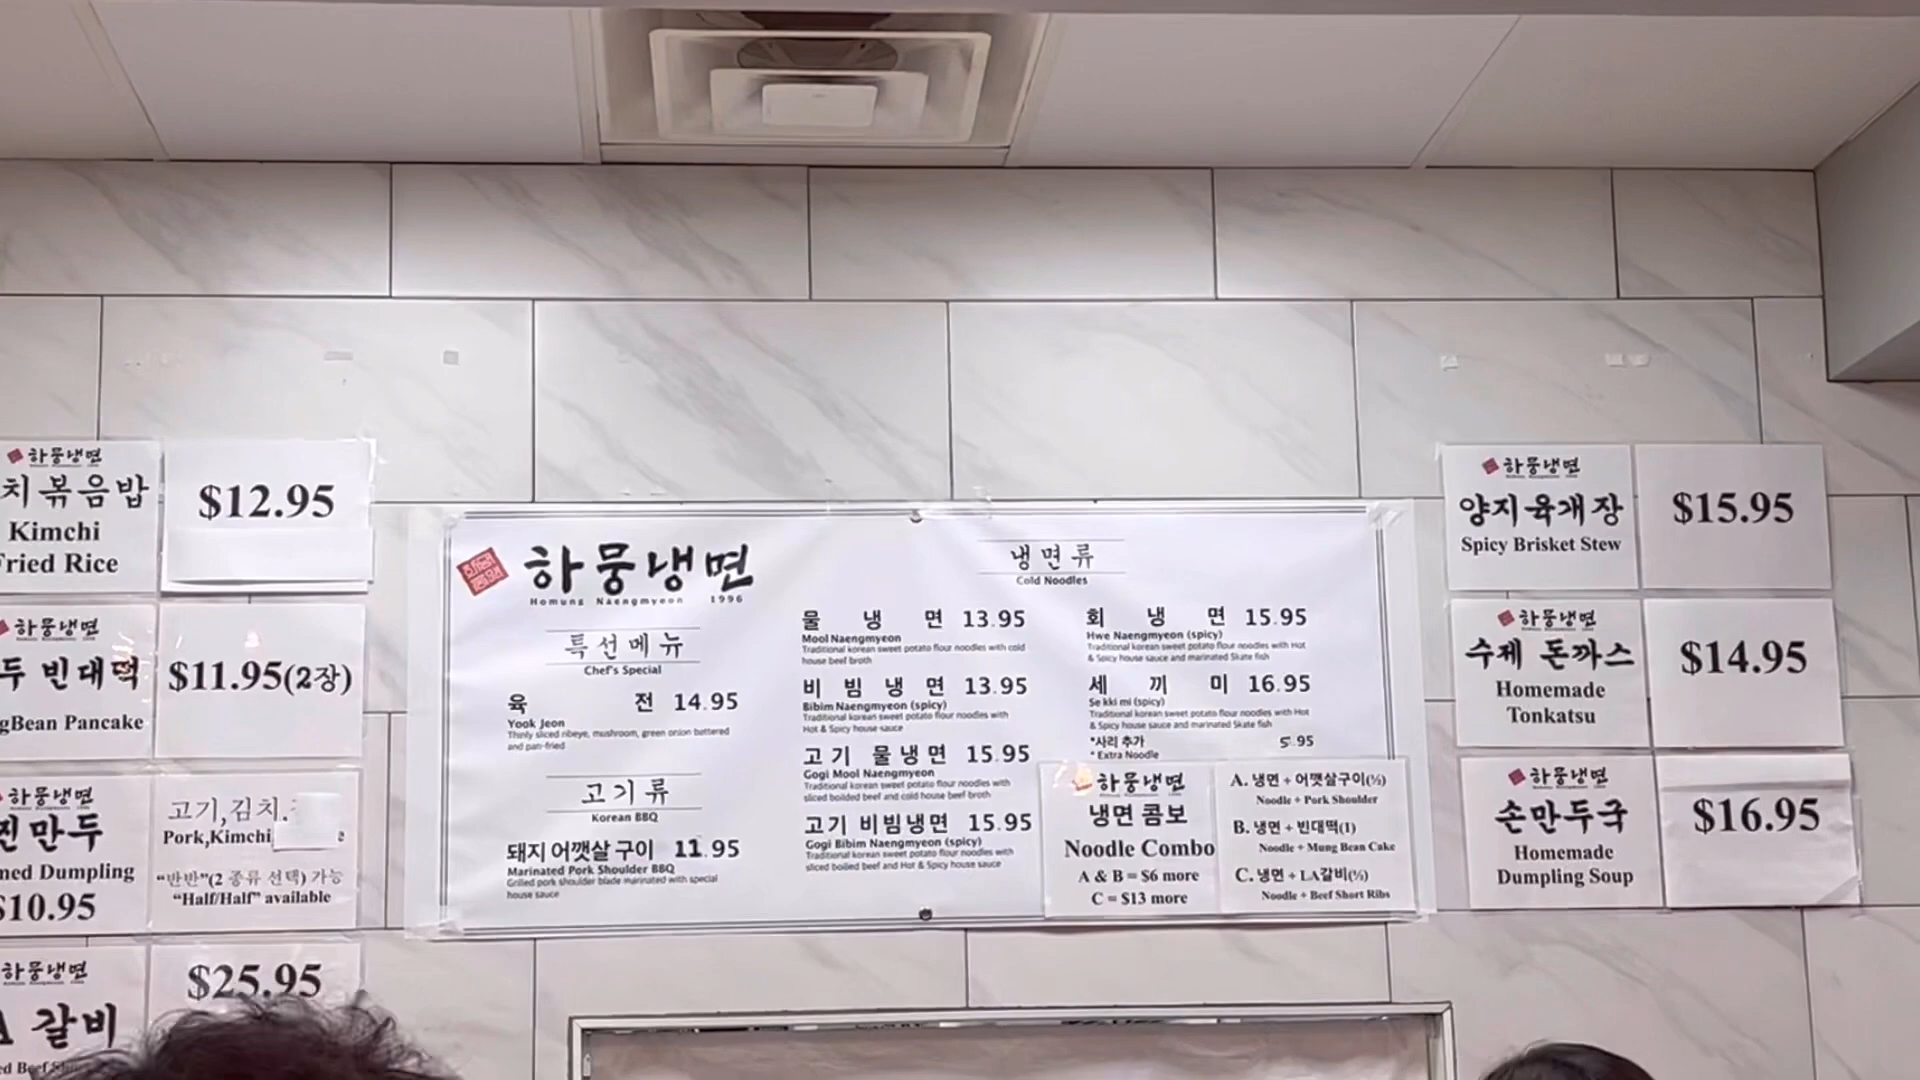 하뭉냉면
치볶음밥
Kimchi
Fried Rice
$12.95
하뭉냉면
두 빈대떡
gBean Pancake
$11.95(2장)
하뭉냉면
찐만두
med Dumpling
$10.95
고기,김치,
Pork,Kimchi,
"반반"(2 종류 선택) 가능
"Half/Half" available
하뭉냉면
A 갈비
ed Beef
$25.95
하뭉냉면
Homung Naengmyeon 1996
특선메뉴
Chef's Special
육 전 14.95
Yook Jeon
Thinly sliced ribeye, mushroom, green onion battered
and pan-fried
고기류
Korean BBQ
돼지 어깻살 구이 11.95
Marinated Pork Shoulder BBQ
Grilled pork shoulder blade marinated with special
house sauce
냉면류
Cold Noodles
물 냉 면 13.95
Mool Naengmyeon
Traditional korean sweet potato flour noodles with cold
house beef broth
비 빔 냉 면 13.95
Bibim Naengmyeon (spicy)
Traditional korean sweet potato flour noodles with
Hot & Spicy house sauce
고기 물냉면 15.95
Gogi Mool Naengmyeon
Traditional korean sweet potato flour noodles with
sliced boilded beef and cold house beef broth
고기 비빔냉면 15.95
Gogi Bibim Naengmyeon (spicy)
Traditional korean sweet potato flour noodles with
sliced boiled beef and Hot & Spicy house sauce
회 냉 면 15.95
Hwe Naengmyeon (spicy)
Traditional korean sweet potato flour noodles with Hot
& Spicy house sauce and marinated Skate fish
세 끼 미 16.95
Se kki mi (spicy)
Traditional korean sweet potato flour noodles with Hot
& Spicy house sauce and marinated Skate fish
*사리 추가 5.95
* Extra Noodle
하뭉냉면
냉면 콤보
Noodle Combo
A & B = $6 more
C = $13 more
A. 냉면 + 어깻살구이(½)
Noodle + Pork Shoulder
B. 냉면 + 빈대떡(1)
Noodle + Mung Bean Cake
C. 냉면 + LA갈비(½)
Noodle + Beef Short Ribs
하뭉냉면
양지육개장
Spicy Brisket Stew
$15.95
하뭉냉면
수제 돈까스
Homemade
Tonkatsu
$14.95
하뭉냉면
손만두국
Homemade
Dumpling Soup
$16.95